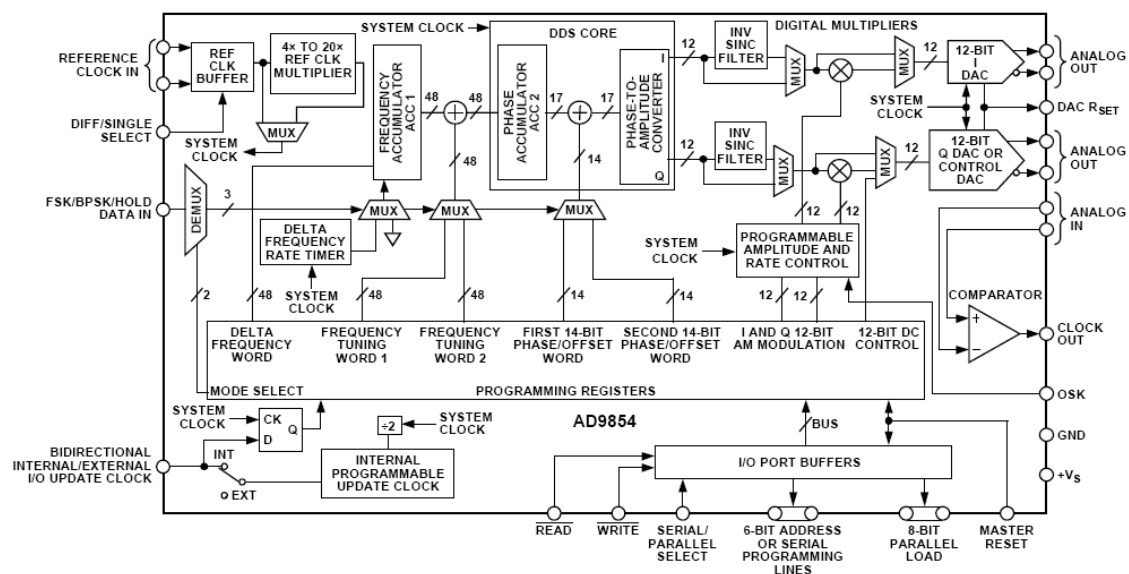 SYSTEM CLOCK
DDS CORE
DIGITAL MULTIPLIERS
REFERENCE
CLOCK IN
REF
CLK
BUFFER
4× TO 20×
REF CLK
MULTIPLIER
FREQUENCY
ACCUMULATOR
ACC 1
48
48
PHASE
ACCUMULATOR
ACC 2
17
17
PHASE-TO-
AMPLITUDE
CONVERTER
I
Q
12
INV
SINC
FILTER
MUX
MUX
12
12-BIT
I
DAC
ANALOG
OUT
DIFF/SINGLE
SELECT
MUX
SYSTEM
CLOCK
48
14
SYSTEM
CLOCK
DAC RSET
12
INV
SINC
FILTER
MUX
MUX
12
12-BIT
Q DAC OR
CONTROL
DAC
ANALOG
OUT
FSK/BPSK/HOLD
DATA IN
DEMUX
3
MUX
MUX
MUX
12
12
ANALOG
IN
DELTA
FREQUENCY
RATE TIMER
SYSTEM
CLOCK
SYSTEM
CLOCK
PROGRAMMABLE
AMPLITUDE AND
RATE CONTROL
2
48
48
48
14
14
12
12
12
COMPARATOR
+
−
CLOCK
OUT
DELTA
FREQUENCY
WORD
FREQUENCY
TUNING
WORD 1
FREQUENCY
TUNING
WORD 2
FIRST 14-BIT
PHASE/OFFSET
WORD
SECOND 14-BIT
PHASE/OFFSET
WORD
I AND Q 12-BIT
AM MODULATION
12-BIT DC
CONTROL
MODE SELECT
PROGRAMMING REGISTERS
OSK
SYSTEM
CLOCK
CK
Q
D
÷2
SYSTEM
CLOCK
AD9854
BUS
GND
BIDIRECTIONAL
INTERNAL/EXTERNAL
I/O UPDATE CLOCK
INT
EXT
INTERNAL
PROGRAMMABLE
UPDATE CLOCK
I/O PORT BUFFERS
+VS
READ
WRITE
SERIAL/
PARALLEL
SELECT
6-BIT ADDRESS
OR SERIAL
PROGRAMMING
LINES
8-BIT
PARALLEL
LOAD
MASTER
RESET